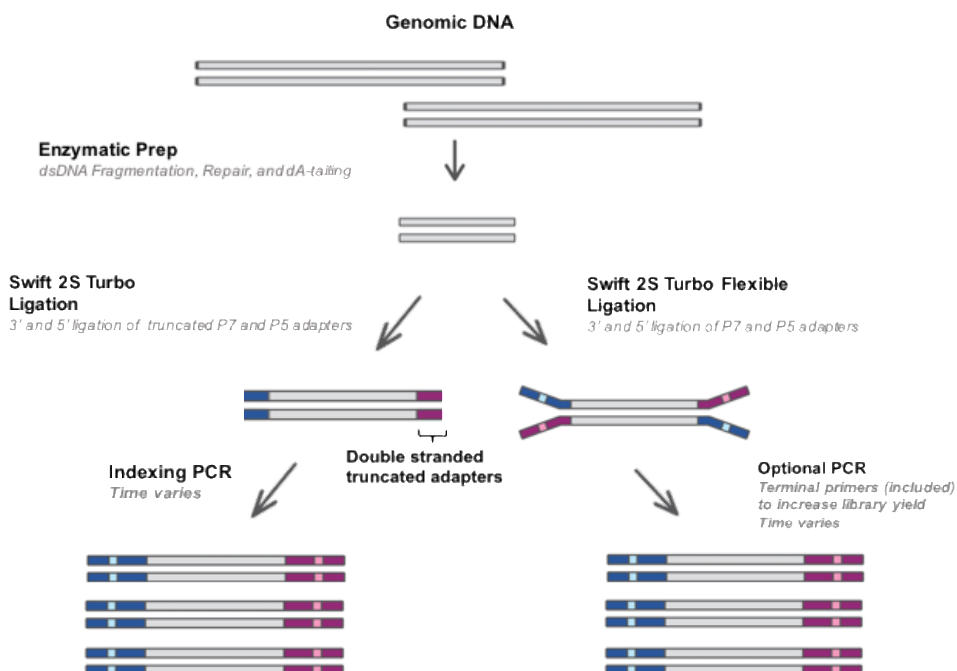 Genomic DNA
Enzymatic Prep
dsDNA Fragmentation, Repair, and dA-tailing
Swift 2S Turbo
Ligation
3' and 5' ligation of truncated P7 and P5 adapters
Swift 2S Turbo Flexible
Ligation
3' and 5' ligation of P7 and P5 adapters
Double stranded
truncated adapters
Indexing PCR
Time varies
Optional PCR
Terminal primers (included)
to increase library yield
Time varies